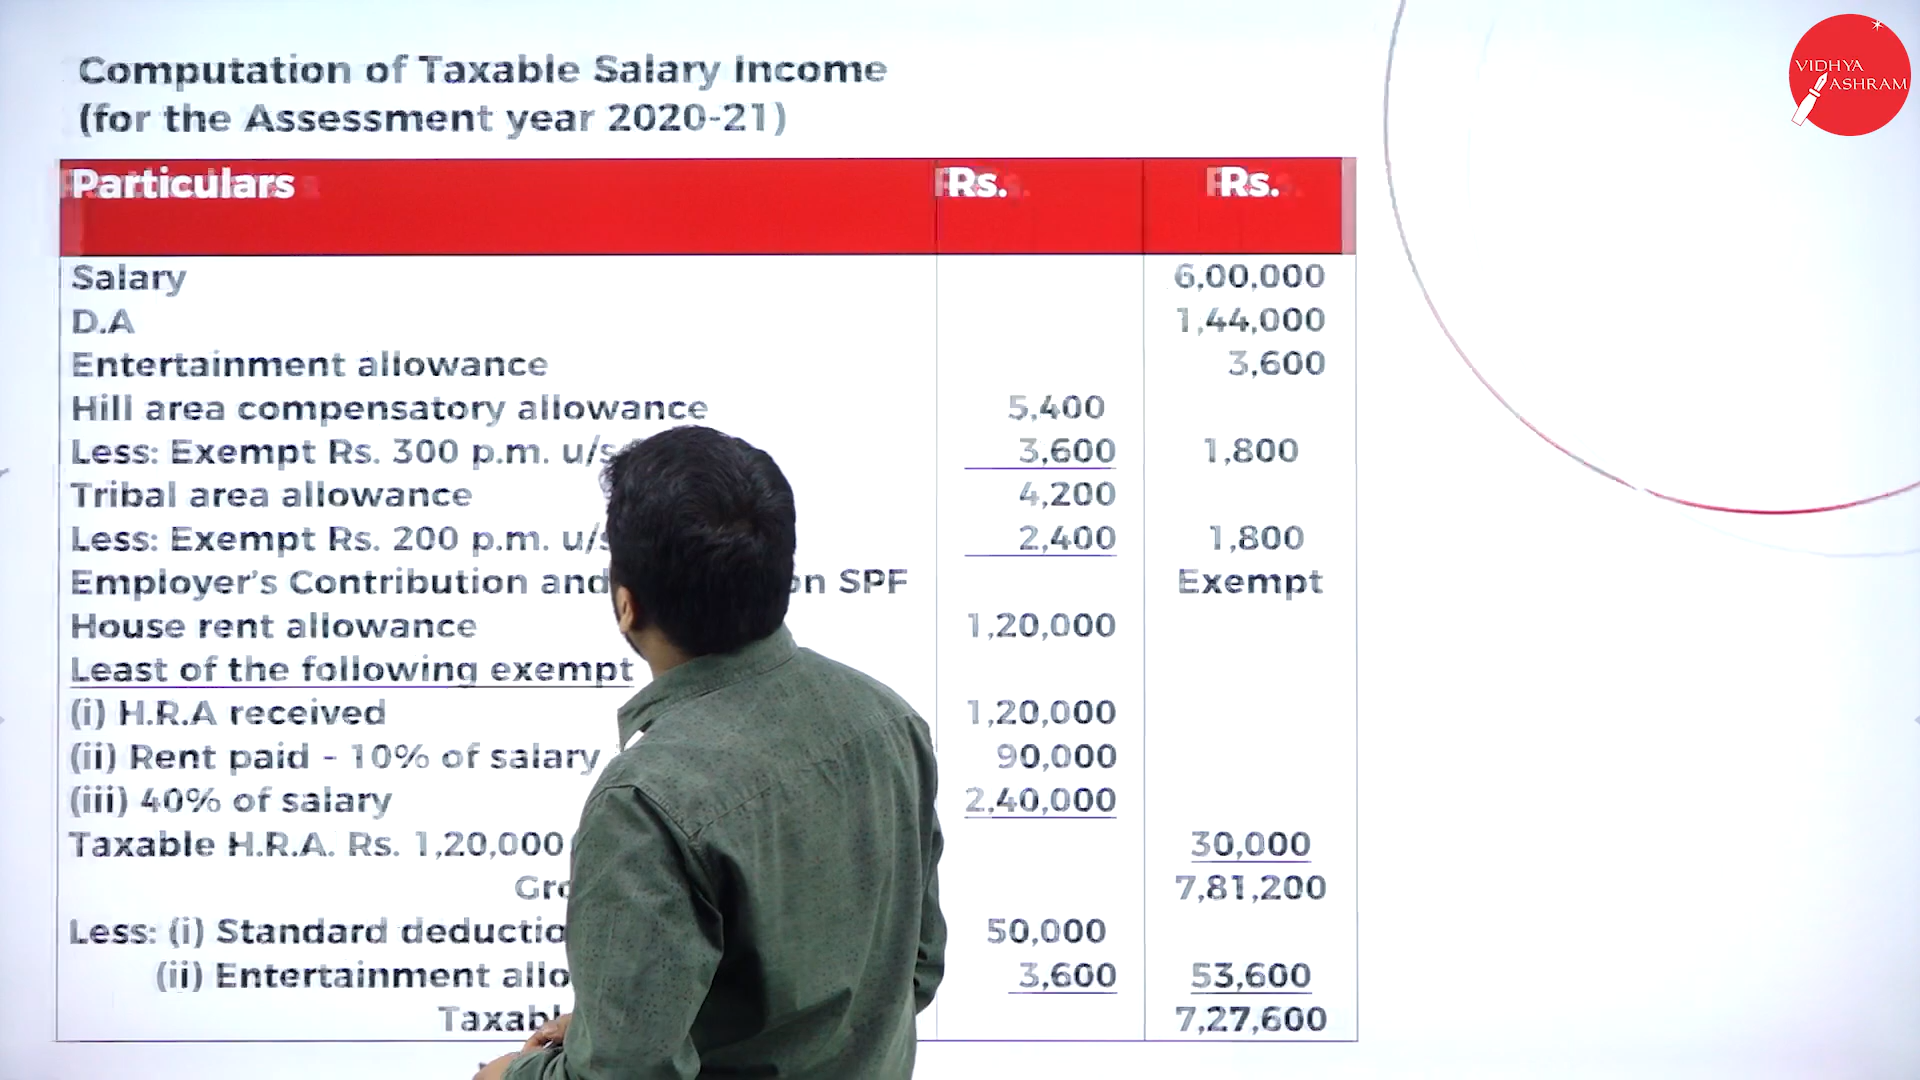 VIDHYA
ASHRAM
Computation of Taxable Salary Income
(for the Assessment year 2020-21)
Particulars Rs. Rs.
Salary 6,00,000
D.A 1,44,000
Entertainment allowance 3,600
Hill area compensatory allowance 5,400
Less: Exempt Rs. 300 p.m. 3,600 1,800
Tribal area allowance 4,200
Less: Exempt Rs. 200 p.m. 2,400 1,800
Employer's Contribution and on SPF Exempt
House rent allowance 1,20,000
Least of the following exempt
(i) H.R.A received 1,20,000
(ii) Rent paid - 10% of salary 90,000
(iii) 40% of salary 2,40,000
Taxable H.R.A. Rs. 1,20,000 30,000
7,81,200
Less: (i) Standard 50,000
(ii) Entertainment 3,600 53,600
7,27,600